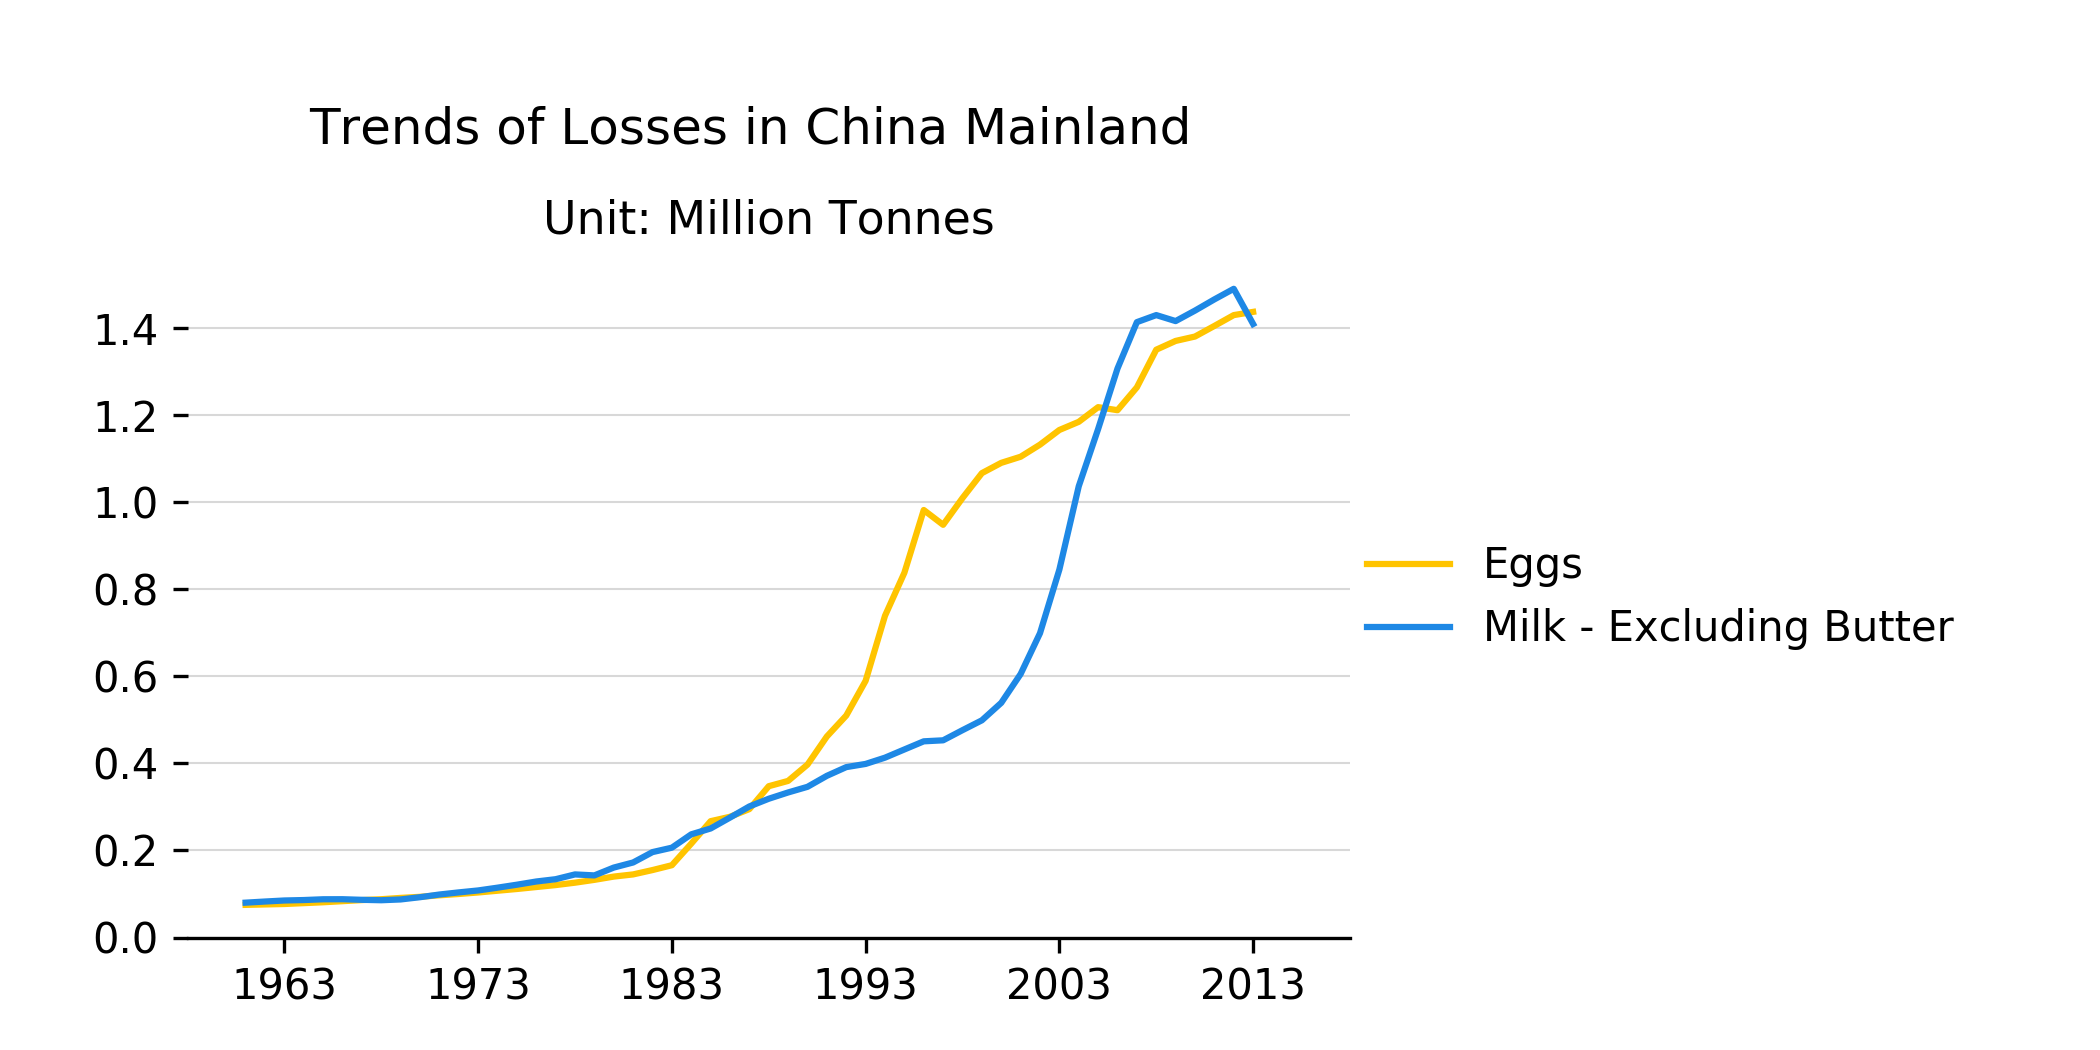 Trends of Losses in China Mainland
Unit: Million Tonnes
1.4
1.2
1.0
0.8
0.6
0.4
0.2
0.0
1963 1973 1983 1993 2003 2013
Eggs
Milk - Excluding Butter